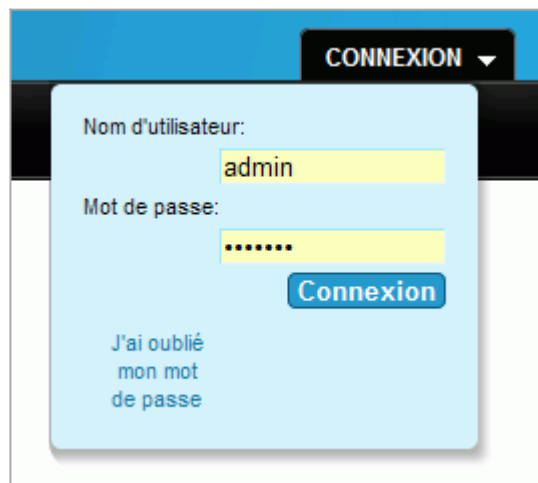 CONNEXION
Nom d'utilisateur:
admin
Mot de passe:
•••••••
Connexion
J'ai oublié
mon mot
de passe